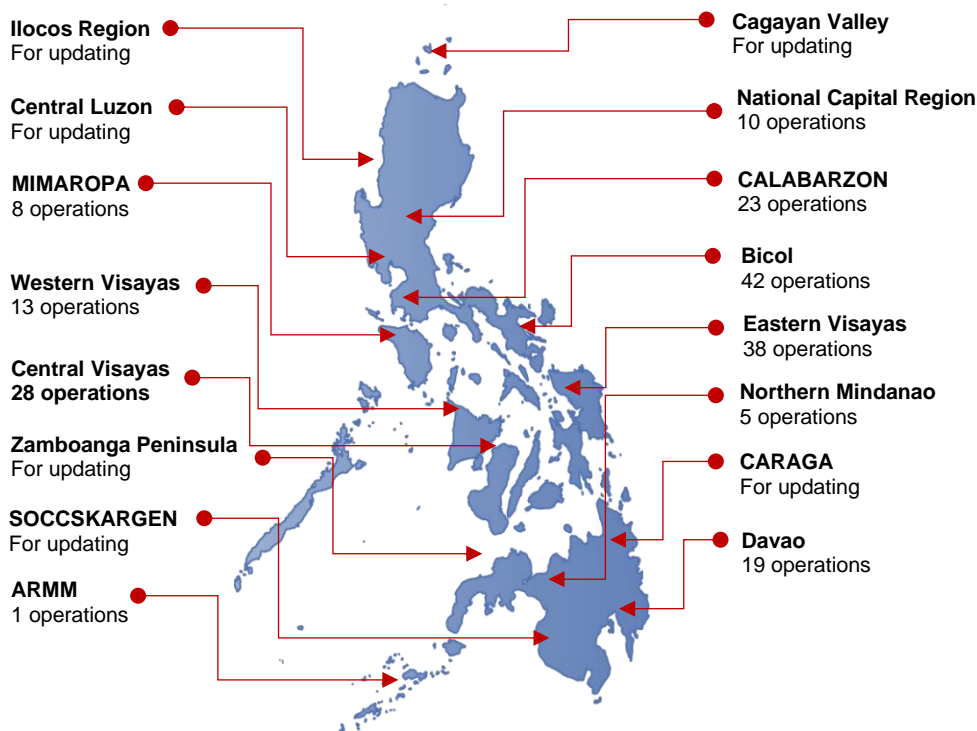 Ilocos Region
For updating
Central Luzon
For updating
MIMAROPA
8 operations
Western Visayas
13 operations
Central Visayas
28 operations
Zamboanga Peninsula
For updating
SOCCSKARGEN
For updating
ARMM
1 operations
Cagayan Valley
For updating
National Capital Region
10 operations
CALABARZON
23 operations
Bicol
42 operations
Eastern Visayas
38 operations
Northern Mindanao
5 operations
CARAGA
For updating
Davao
19 operations